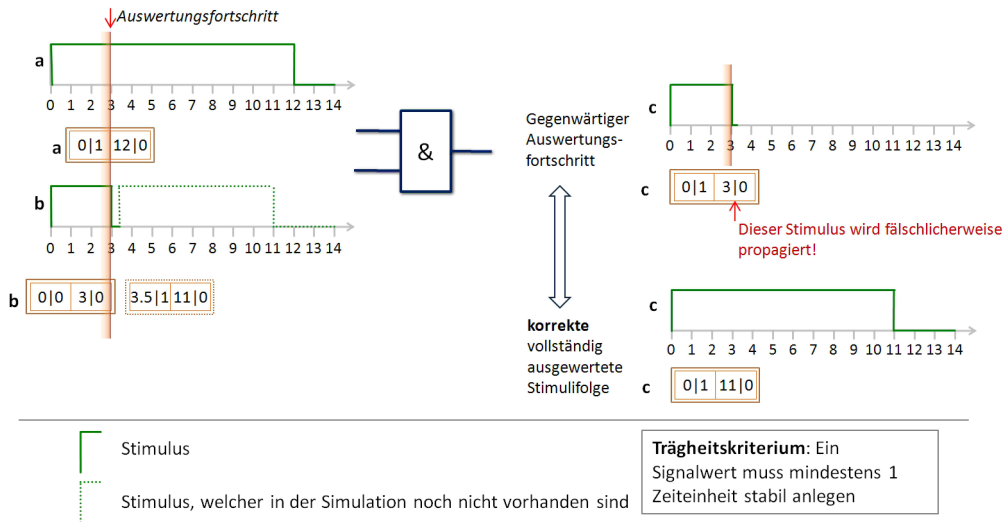 Auswertungsfortschritt
a
0 1 2 3 4 5 6 7 8 9 10 11 12 13 14
a 0|1 12|0
b
0 1 2 3 4 5 6 7 8 9 10 11 12 13 14
b 0|0 3|0 3.5|1 11|0
&
Gegenwärtiger
Auswertungs-
fortschritt
korrekte
vollständig
ausgewertete
Stimulifolge
c
0 1 2 3 4 5 6 7 8 9 10 11 12 13 14
c 0|1 3|0
Dieser Stimulus wird fälschlicherweise
propagiert!
c
0 1 2 3 4 5 6 7 8 9 10 11 12 13 14
c 0|1 11|0
Stimulus
Stimulus, welcher in der Simulation noch nicht vorhanden sind
Trägheitskriterium: Ein
Signalwert muss mindestens 1
Zeiteinheit stabil anlegen